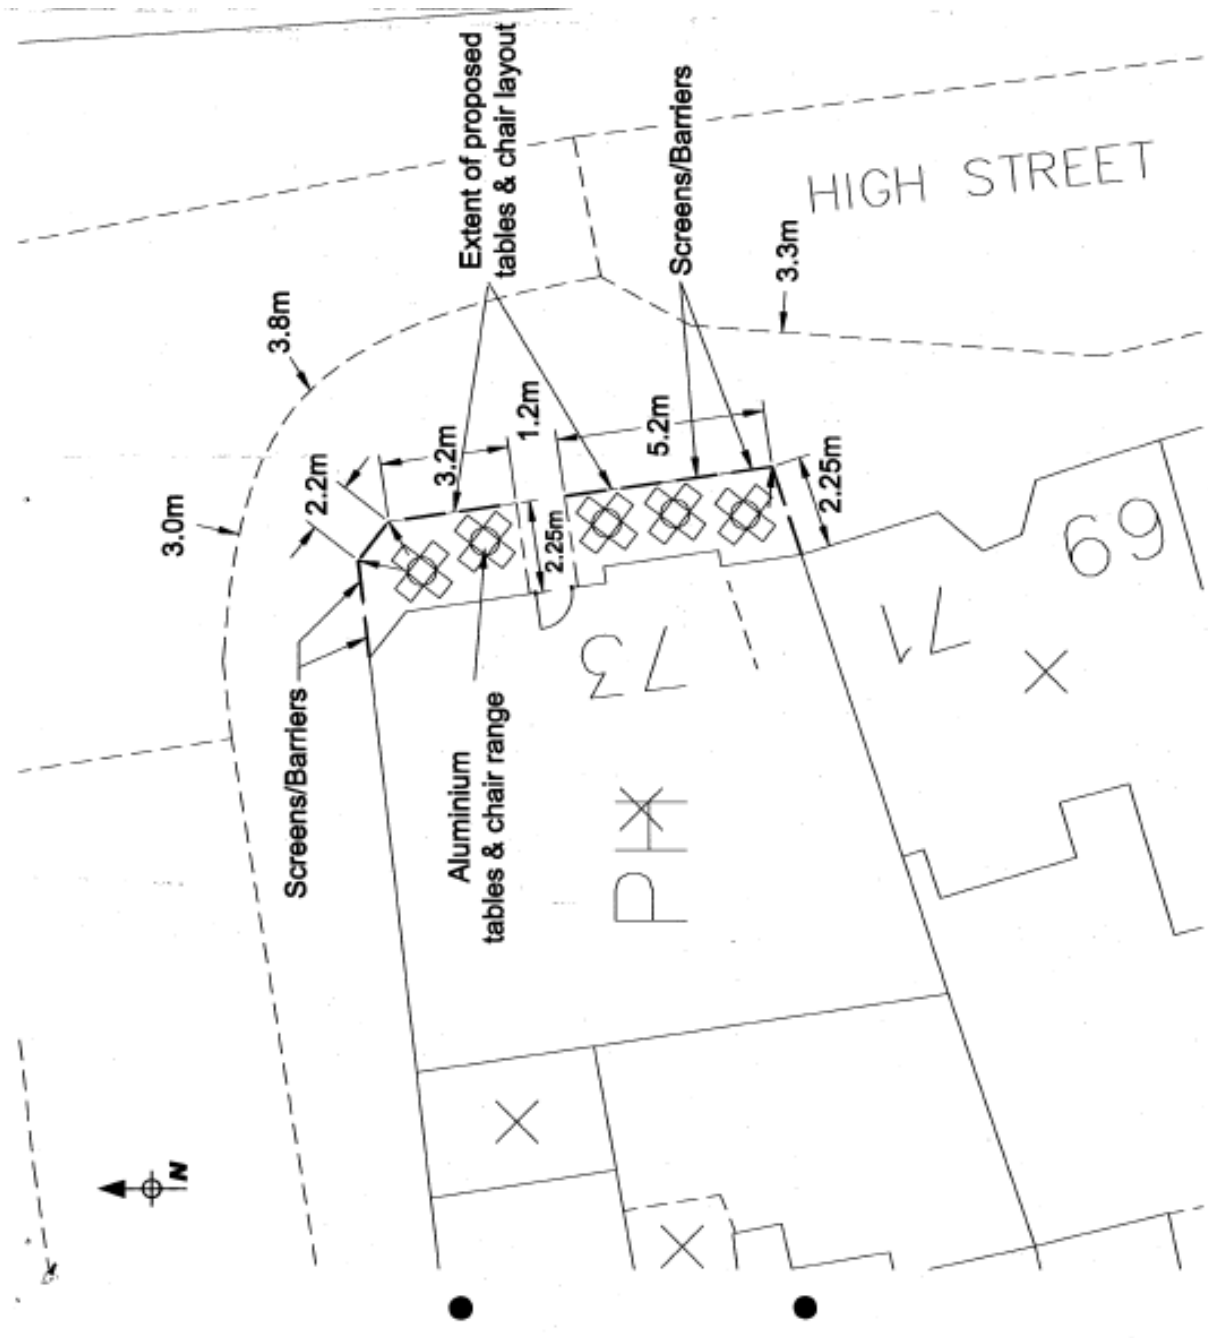 Extent of proposed
tables & chair layout
Screens/Barriers
HIGH STREET
3.3m
3.8m
3.0m
2.2m
3.2m
1.2m
5.2m
2.25m
2.25m
Screens/Barriers
Aluminium
tables & chair range
73
71
69
PH
N